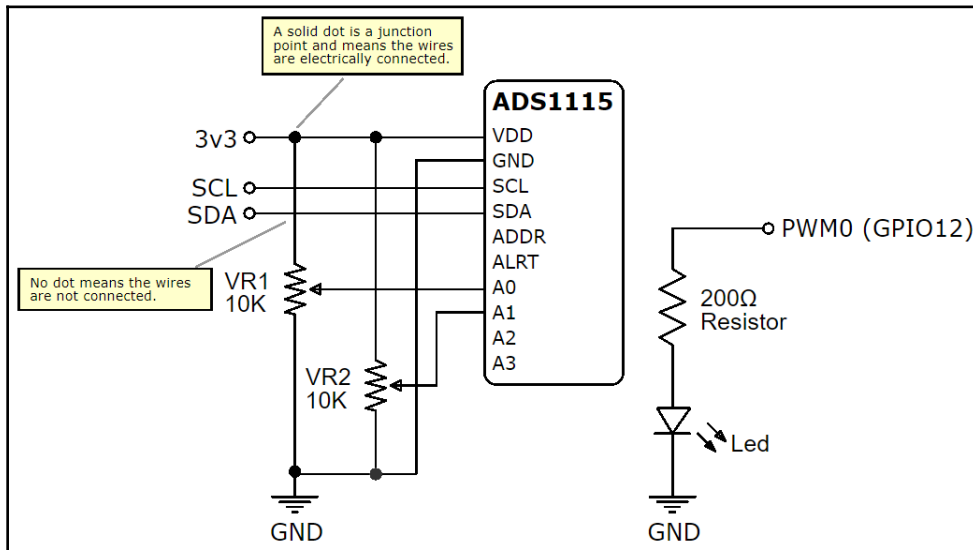 A solid dot is a junction
point and means the wires
are electrically connected.
ADS1115
3v3
VDD
GND
SCL
SCL
SDA
SDA
ADDR
ALRT
A0
A1
A2
A3
PWM0 (GPIO12)
No dot means the wires
are not connected.
VR1
10K
VR2
10K
200Ω
Resistor
Led
GND
GND